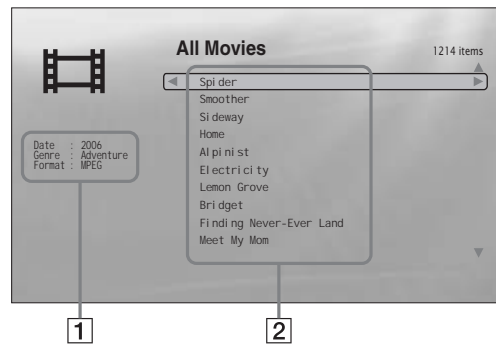 All Movies
1214 items
Spider
Smoother
Sideway
Home
Alpinist
Electricity
Lemon Grove
Bridget
Finding Never-Ever Land
Meet My Mom
Date : 2006
Genre : Adventure
Format : MPEG
1
2